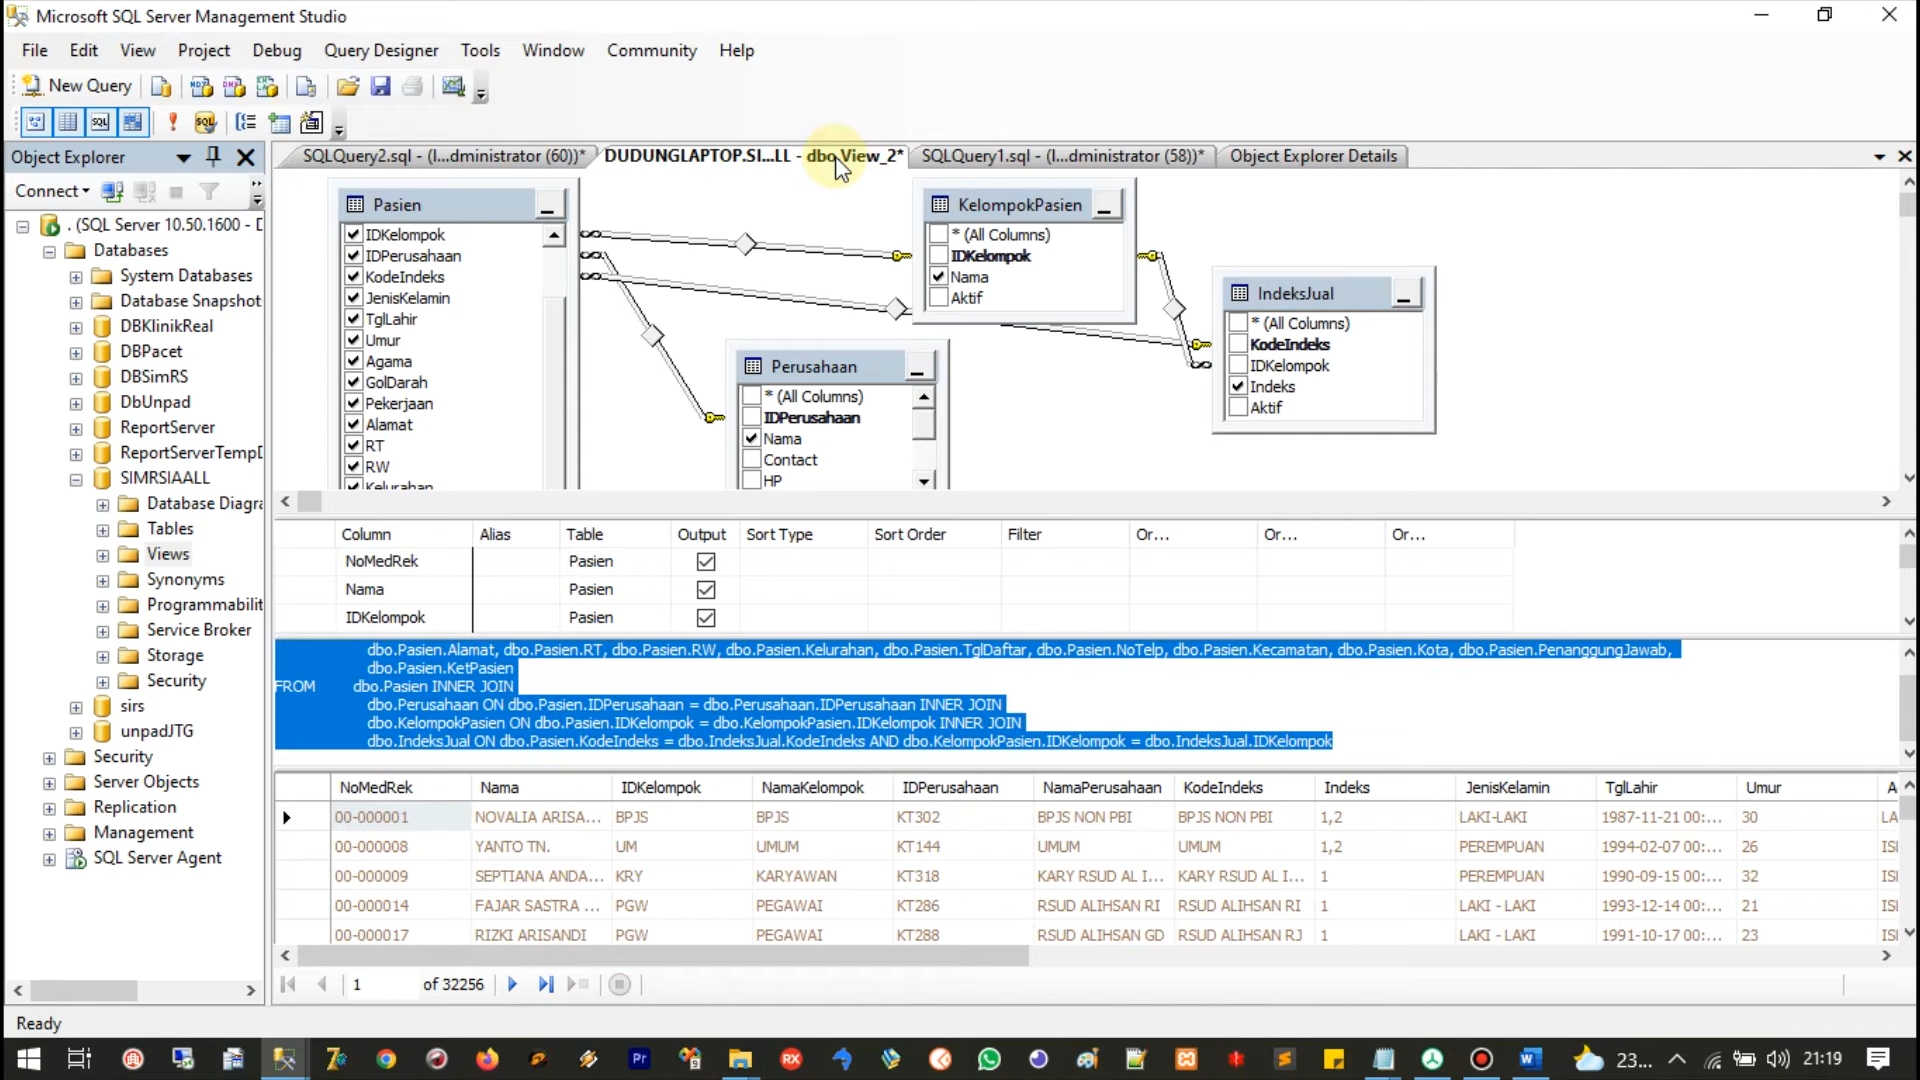 Microsoft SQL Server Management Studio
File Edit View Project Debug Query Designer Tools Window Community Help
New Query
Object Explorer
SQLQuery2.sql - (l...dministrator (60))* DUDUNGLAPTOP.SI...LL - dbo.View_2* SQLQuery1.sql - (l...dministrator (58))* Object Explorer Details
Connect
. (SQL Server 10.50.1600 - D
Databases
System Databases
Database Snapshot
DBKlinikReal
DBPacet
DBSimRS
DbUnpad
ReportServer
ReportServerTempD
SIMRSIAALL
Database Diagra
Tables
Views
Synonyms
Programmabilit
Service Broker
Storage
Security
sirs
unpadJTG
Security
Server Objects
Replication
Management
SQL Server Agent
Pasien
IDKelompok
IDPerusahaan
KodeIndeks
JenisKelamin
TglLahir
Umur
Agama
GolDarah
Pekerjaan
Alamat
RT
RW
Kelurahan
KelompokPasien
* (All Columns)
IDKelompok
Nama
Aktif
Perusahaan
* (All Columns)
IDPerusahaan
Nama
Contact
HP
IndeksJual
* (All Columns)
KodeIndeks
IDKelompok
Indeks
Aktif
Column Alias Table Output Sort Type Sort Order Filter Or... Or... Or...
NoMedRek Pasien
Nama Pasien
IDKelompok Pasien
dbo.Pasien.Alamat, dbo.Pasien.RT, dbo.Pasien.RW, dbo.Pasien.Kelurahan, dbo.Pasien.TglDaftar, dbo.Pasien.NoTelp, dbo.Pasien.Kecamatan, dbo.Pasien.Kota, dbo.Pasien.PenanggungJawab,
dbo.Pasien.KetPasien
FROM dbo.Pasien INNER JOIN
dbo.Perusahaan ON dbo.Pasien.IDPerusahaan = dbo.Perusahaan.IDPerusahaan INNER JOIN
dbo.KelompokPasien ON dbo.Pasien.IDKelompok = dbo.KelompokPasien.IDKelompok INNER JOIN
dbo.IndeksJual ON dbo.Pasien.KodeIndeks = dbo.IndeksJual.KodeIndeks AND dbo.KelompokPasien.IDKelompok = dbo.IndeksJual.IDKelompok
NoMedRek Nama IDKelompok NamaKelompok IDPerusahaan NamaPerusahaan KodeIndeks Indeks JenisKelamin TglLahir Umur A
00-000001 NOVALIA ARISA... BPJS BPJS KT302 BPJS NON PBI BPJS NON PBI 1,2 LAKI-LAKI 1987-11-21 00:... 30 LA
00-000008 YANTO TN. UM UMUM KT144 UMUM UMUM 1,2 PEREMPUAN 1994-02-07 00:... 26 ISI
00-000009 SEPTIANA ANDA... KRY KARYAWAN KT318 KARY RSUD AL I... KARY RSUD AL I... 1 PEREMPUAN 1990-09-15 00:... 32 ISI
00-000014 FAJAR SASTRA ... PGW PEGAWAI KT286 RSUD ALIHSAN RI RSUD ALIHSAN RI 1 LAKI - LAKI 1993-12-14 00:... 21 ISI
00-000017 RIZKI ARISANDI PGW PEGAWAI KT288 RSUD ALIHSAN GD RSUD ALIHSAN RJ 1 LAKI - LAKI 1991-10-17 00:... 23 ISI
1 of 32256
Ready
23... 21:19